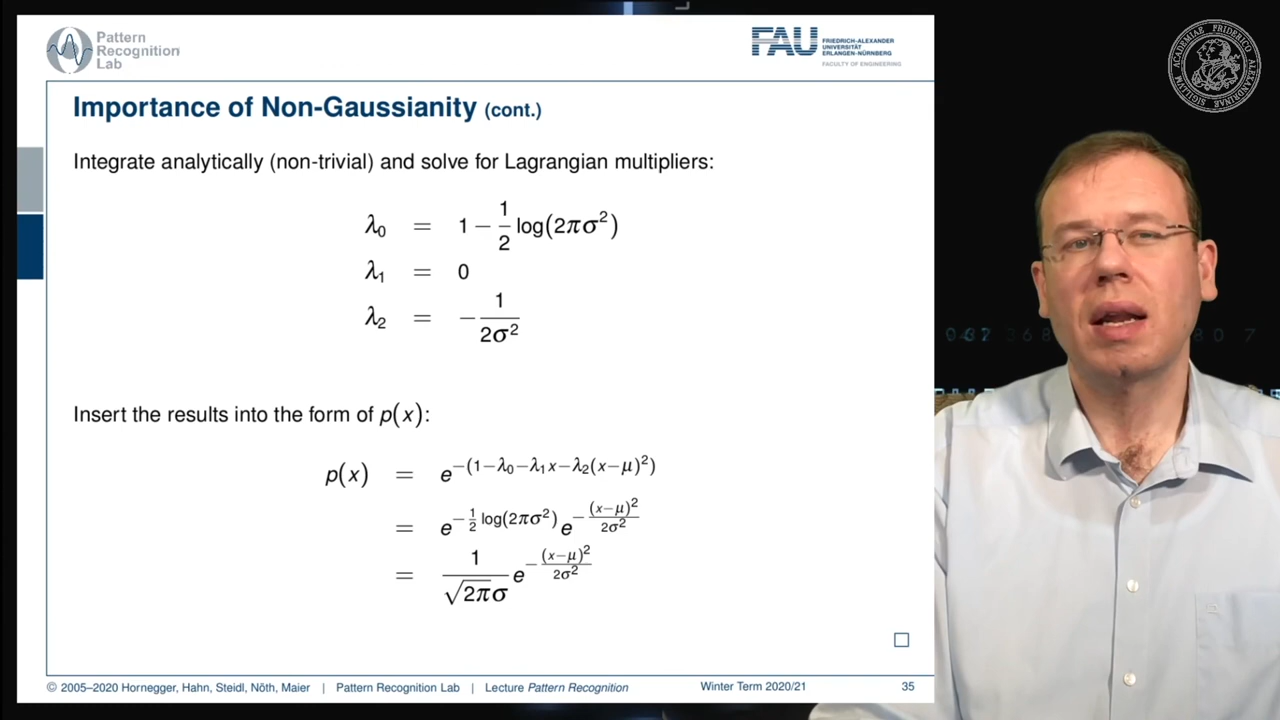 Pattern
Recognition
Lab
FAU FRIEDRICH-ALEXANDER
UNIVERSITÄT
ERLANGEN-NÜRNBERG
FACULTY OF ENGINEERING
ACADEMIAE FRIDERICO ALEXANDRINAE SIGILLUM
Importance of Non-Gaussianity (cont.)
Integrate analytically (non-trivial) and solve for Lagrangian multipliers:
λ₀ = 1 − 1/2 log(2πσ²)
λ₁ = 0
λ₂ = − 1/(2σ²)
Insert the results into the form of p(x):
p(x) = e^{−(1−λ₀−λ₁x−λ₂(x−μ)²)}
= e^{−½ log(2πσ²)} e^{−(x−μ)²/(2σ²)}
= 1/(√2π σ) e^{−(x−μ)²/(2σ²)}
© 2005–2020 Hornegger, Hahn, Steidl, Nöth, Maier | Pattern Recognition Lab | Lecture Pattern Recognition Winter Term 2020/21 35